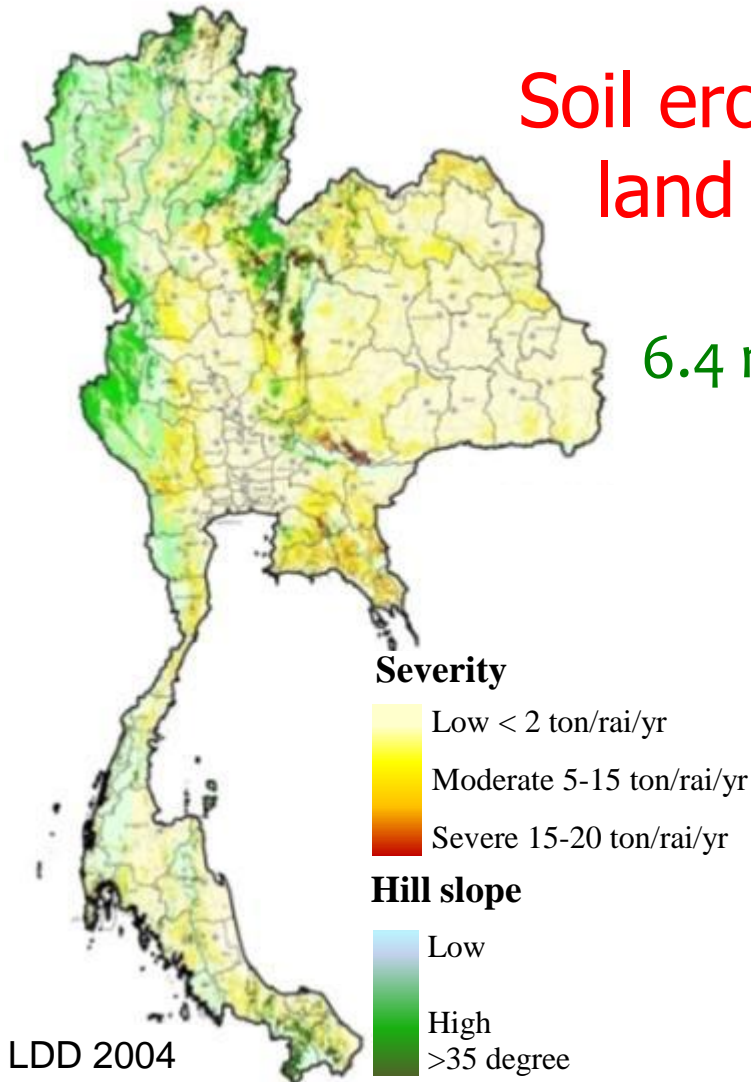 Soil ero
land
6.4
Severity
Low < 2 ton/rai/yr
Moderate 5-15 ton/rai/yr
Severe 15-20 ton/rai/yr
Hill slope
Low
High
>35 degree
LDD 2004